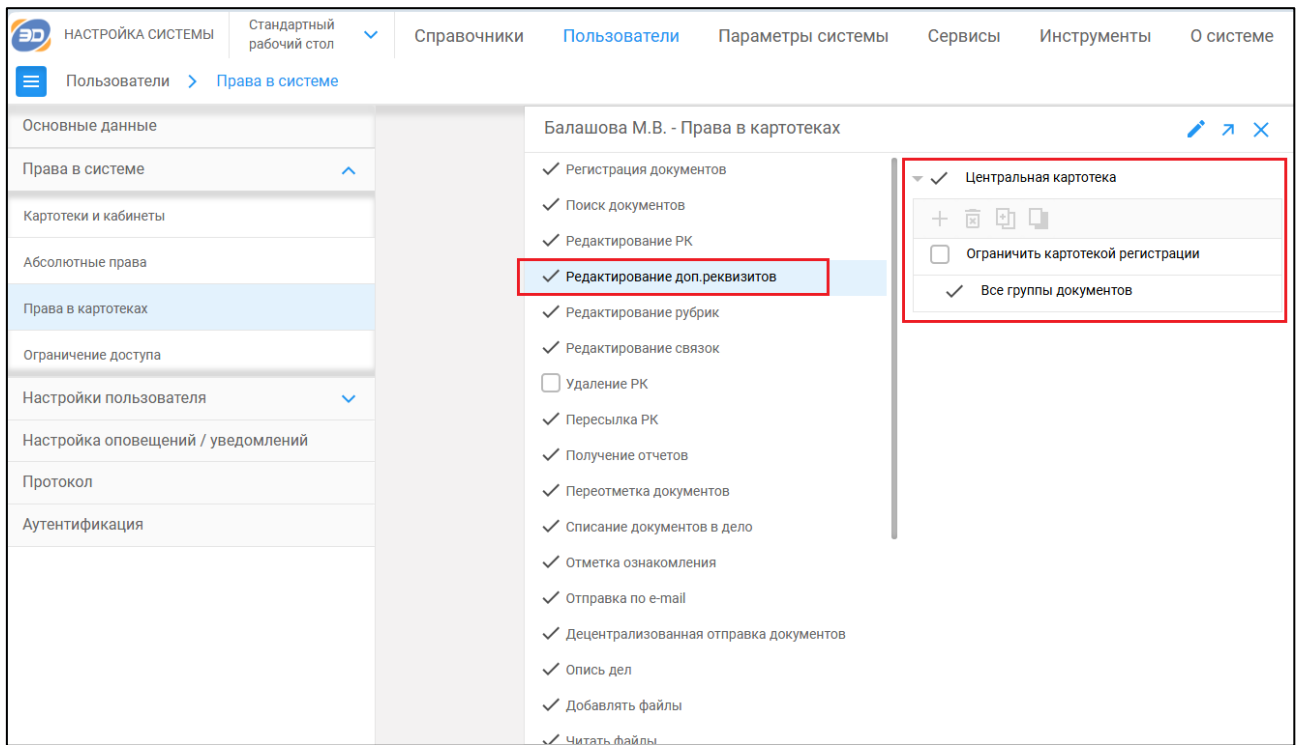 ЭD НАСТРОЙКА СИСТЕМЫ
Стандартный
рабочий стол
Справочники Пользователи Параметры системы Сервисы Инструменты О системе
Пользователи > Права в системе
Основные данные
Права в системе
Картотеки и кабинеты
Абсолютные права
Права в картотеках
Ограничение доступа
Настройки пользователя
Настройка оповещений / уведомлений
Протокол
Аутентификация
Балашова М.В. - Права в картотеках
Регистрация документов
Поиск документов
Редактирование РК
Редактирование доп.реквизитов
Редактирование рубрик
Редактирование связок
Удаление РК
Пересылка РК
Получение отчетов
Переотметка документов
Списание документов в дело
Отметка ознакомления
Отправка по e-mail
Децентрализованная отправка документов
Опись дел
Добавлять файлы
Читать файлы
Центральная картотека
Ограничить картотекой регистрации
Все группы документов